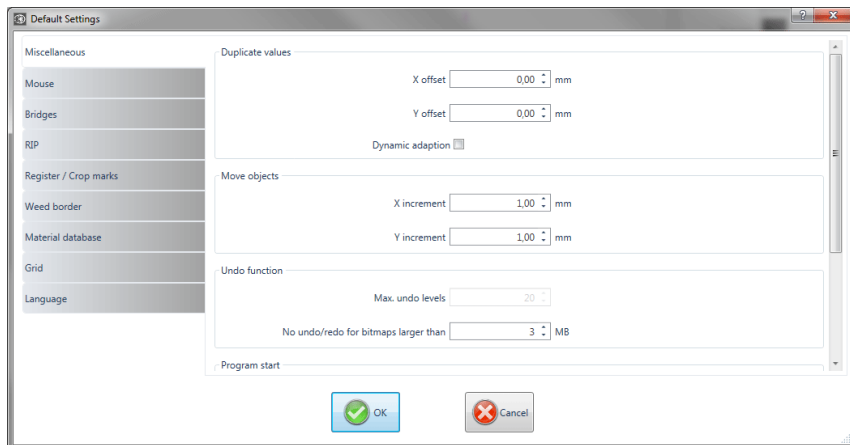 Default Settings
Miscellaneous
Mouse
Bridges
RIP
Register / Crop marks
Weed border
Material database
Grid
Language
Duplicate values
X offset 0,00 mm
Y offset 0,00 mm
Dynamic adaption
Move objects
X increment 1,00 mm
Y increment 1,00 mm
Undo function
Max. undo levels 20
No undo/redo for bitmaps larger than 3 MB
Program start
OK
Cancel